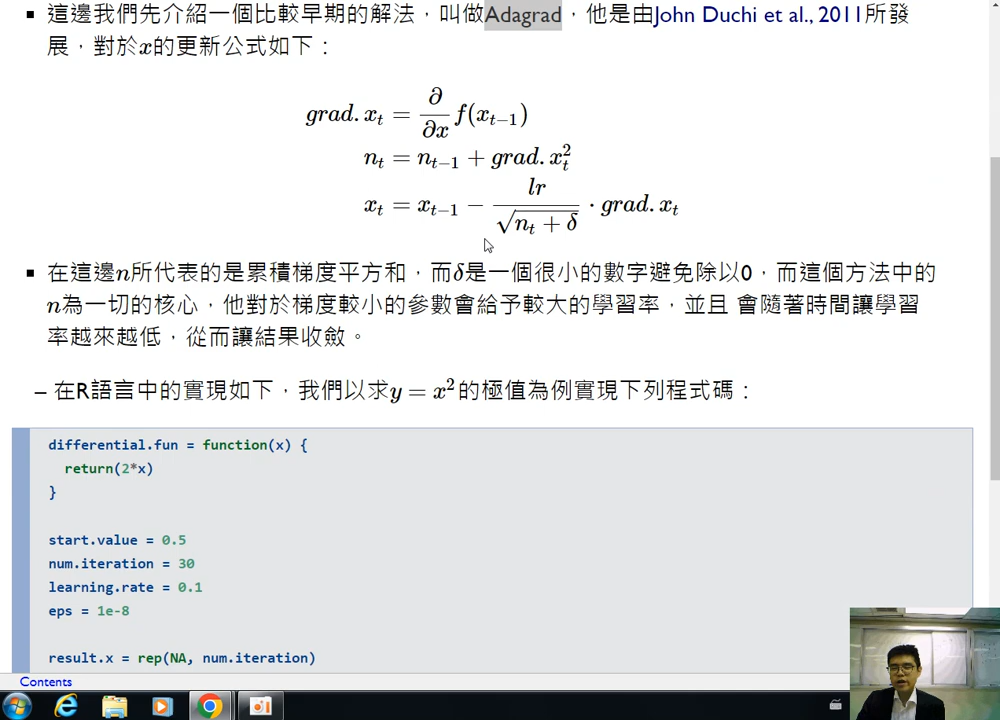 ▪ 這邊我們先介紹一個比較早期的解法，叫做Adagrad，他是由John Duchi et al., 2011所發
展，對於x的更新公式如下：
grad.x_t = ∂/∂x f(x_{t−1})
n_t = n_{t−1} + grad.x_t^2
x_t = x_{t−1} − lr/√(n_t + δ) · grad.x_t
▪ 在這邊n所代表的是累積梯度平方和，而δ是一個很小的數字避免除以0，而這個方法中的
n為一切的核心，他對於梯度較小的參數會給予較大的學習率，並且 會隨著時間讓學習
率越來越低，從而讓結果收斂。
– 在R語言中的實現如下，我們以求y = x^2的極值為例實現下列程式碼：
differential.fun = function(x) {
return(2*x)
}
start.value = 0.5
num.iteration = 30
learning.rate = 0.1
eps = 1e-8
result.x = rep(NA, num.iteration)
Contents